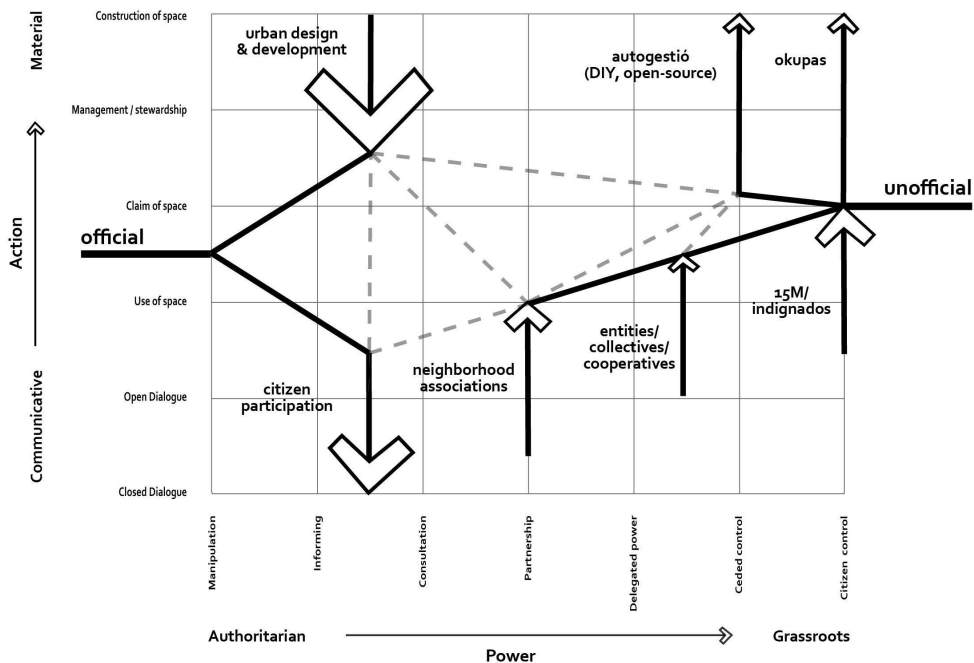 Construction of space
Material
urban design
& development
autogestió
(DIY, open-source)
okupas
Management / stewardship
Claim of space
unofficial
official
Action
Use of space
15M/
indignados
entities/
collectives/
cooperatives
neighborhood
associations
citizen
participation
Open Dialogue
Communicative
Closed Dialogue
Manipulation
Informing
Consultation
Partnership
Delegated power
Ceded control
Citizen control
Authoritarian
Grassroots
Power